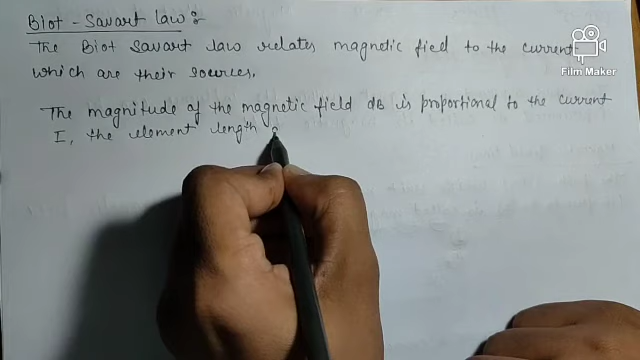 Biot - Savart law :-
The Biot Savart law relates magnetic field to the current
which are their sources.
The magnitude of the magnetic field dB is proportional to the current
I, the element length
Film Maker